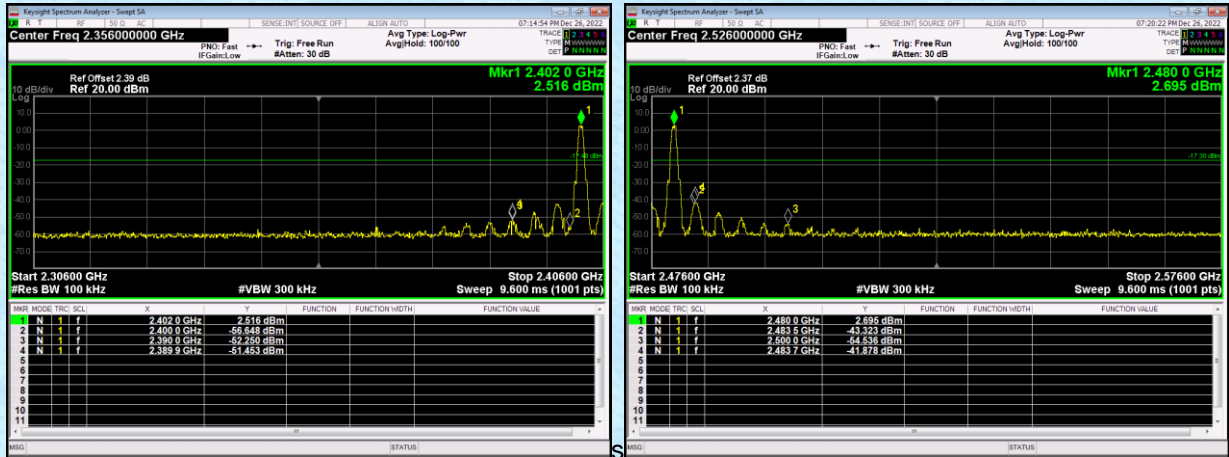 Keysight Spectrum Analyzer - Swept SA
R T RF 50 Ω AC SENSE:INT SOURCE OFF ALIGN AUTO 07:14:54 PM Dec 26, 2022
Center Freq 2.356000000 GHz
PNO: Fast
IFGain:Low
Trig: Free Run
#Atten: 30 dB
Avg Type: Log-Pwr
Avg|Hold: 100/100
TRACE 1 2 3 4 5 6
TYPE M W W W W W
DET P N N N N N
Mkr1 2.402 0 GHz
2.516 dBm
Ref Offset 2.39 dB
10 dB/div Ref 20.00 dBm
Log
10.0
0.00
-10.0
-20.0
-30.0
-40.0
-50.0
-60.0
-70.0
1
2
Start 2.30600 GHz Stop 2.40600 GHz
#Res BW 100 kHz #VBW 300 kHz Sweep 9.600 ms (1001 pts)
MKR MODE TRC SCL X Y FUNCTION FUNCTION WIDTH FUNCTION VALUE
1 N 1 f 2.402 0 GHz 2.516 dBm
2 N 1 f 2.400 0 GHz -56.648 dBm
3 N 1 f 2.390 0 GHz -52.250 dBm
4 N 1 f 2.389 9 GHz -51.453 dBm
5
6
7
8
9
10
11
MSG STATUS
s
Keysight Spectrum Analyzer - Swept SA
R T RF 50 Ω AC SENSE:INT SOURCE OFF ALIGN AUTO 07:20:22 PM Dec 26, 2022
Center Freq 2.526000000 GHz
PNO: Fast
IFGain:Low
Trig: Free Run
#Atten: 30 dB
Avg Type: Log-Pwr
Avg|Hold: 100/100
TRACE 1 2 3 4 5 6
TYPE M W W W W W
DET P N N N N N
Mkr1 2.480 0 GHz
2.695 dBm
Ref Offset 2.37 dB
10 dB/div Ref 20.00 dBm
Log
10.0
0.00
-10.0
-20.0
-30.0
-40.0
-50.0
-60.0
-70.0
1
-17.30 dBm
3
Start 2.47600 GHz Stop 2.57600 GHz
#Res BW 100 kHz #VBW 300 kHz Sweep 9.600 ms (1001 pts)
MKR MODE TRC SCL X Y FUNCTION FUNCTION WIDTH FUNCTION VALUE
1 N 1 f 2.480 0 GHz 2.695 dBm
2 N 1 f 2.483 5 GHz -43.323 dBm
3 N 1 f 2.500 0 GHz -54.536 dBm
4 N 1 f 2.483 7 GHz -41.878 dBm
5
6
7
8
9
10
11
MSG STATUS